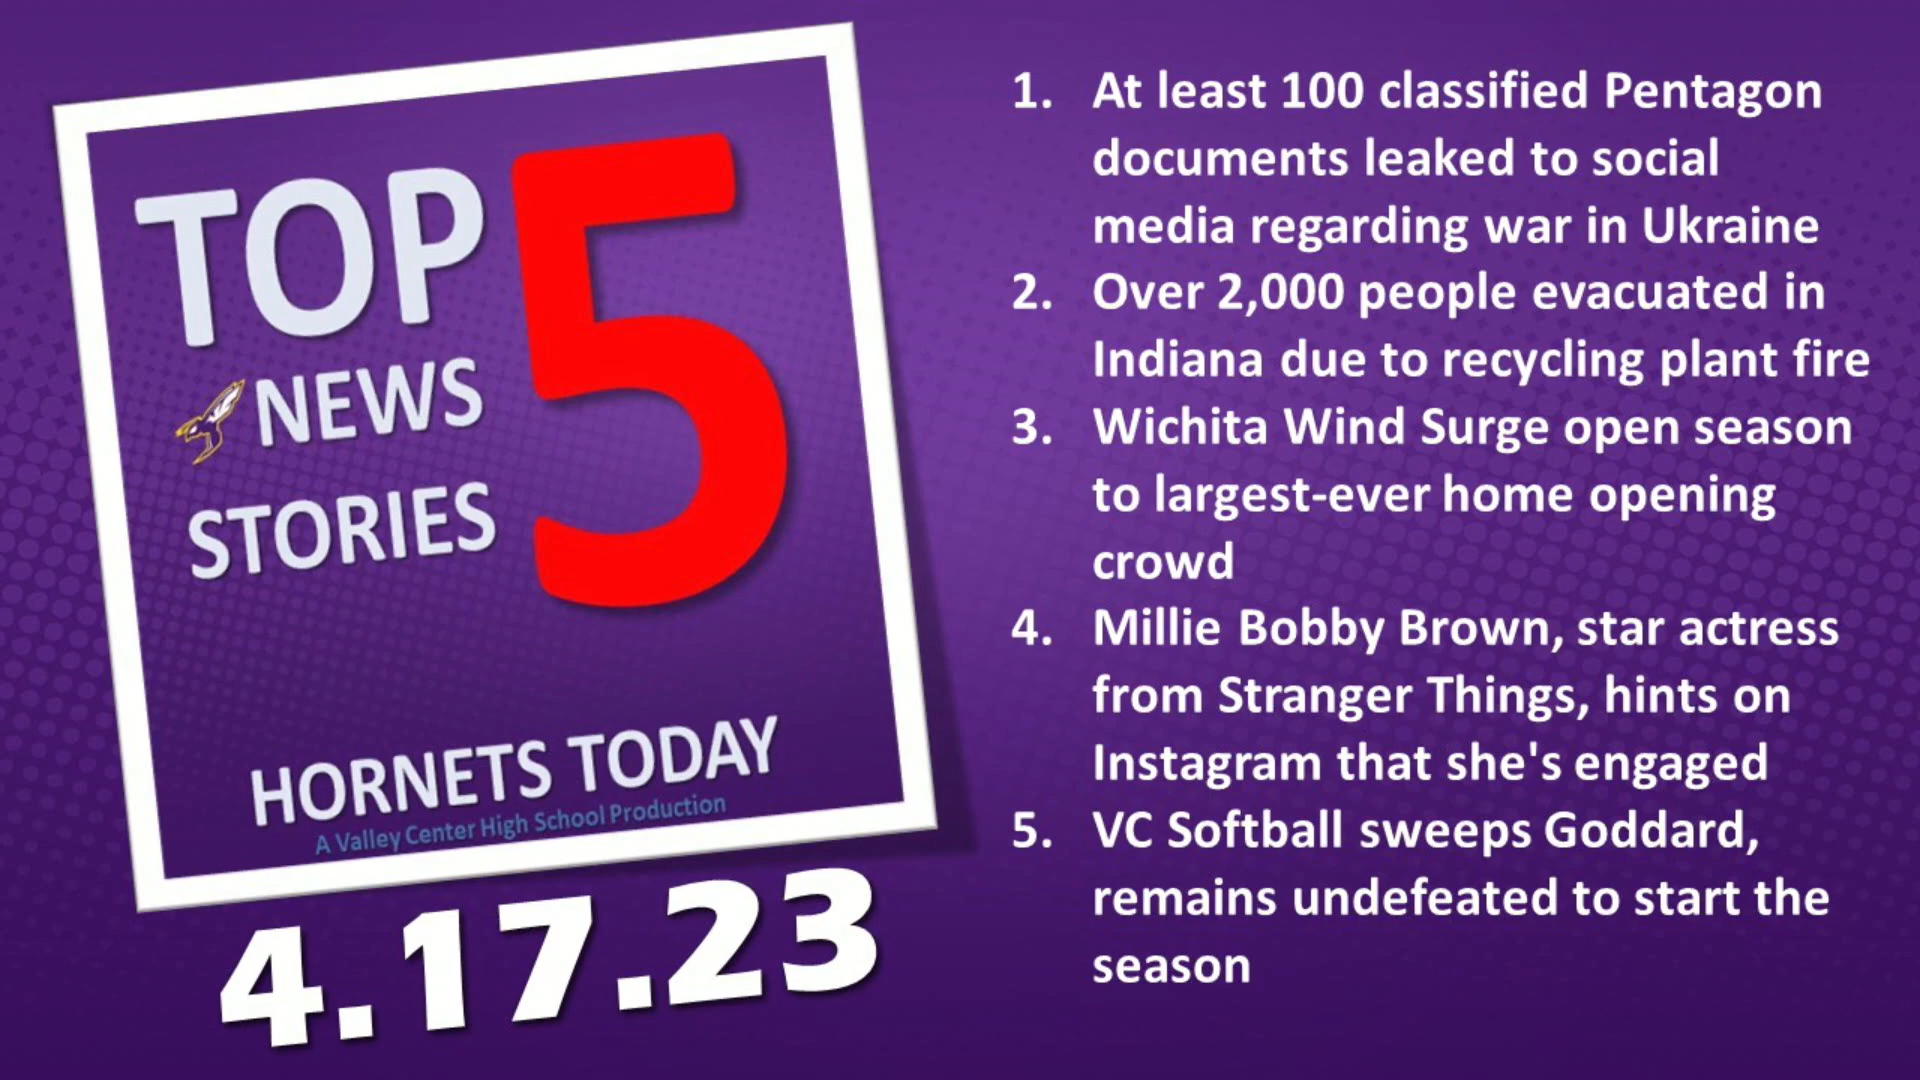 TOP 5
NEWS
STORIES
HORNETS TODAY
A Valley Center High School Production
4.17.23
1. At least 100 classified Pentagon
documents leaked to social
media regarding war in Ukraine
2. Over 2,000 people evacuated in
Indiana due to recycling plant fire
3. Wichita Wind Surge open season
to largest-ever home opening
crowd
4. Millie Bobby Brown, star actress
from Stranger Things, hints on
Instagram that she's engaged
5. VC Softball sweeps Goddard,
remains undefeated to start the
season